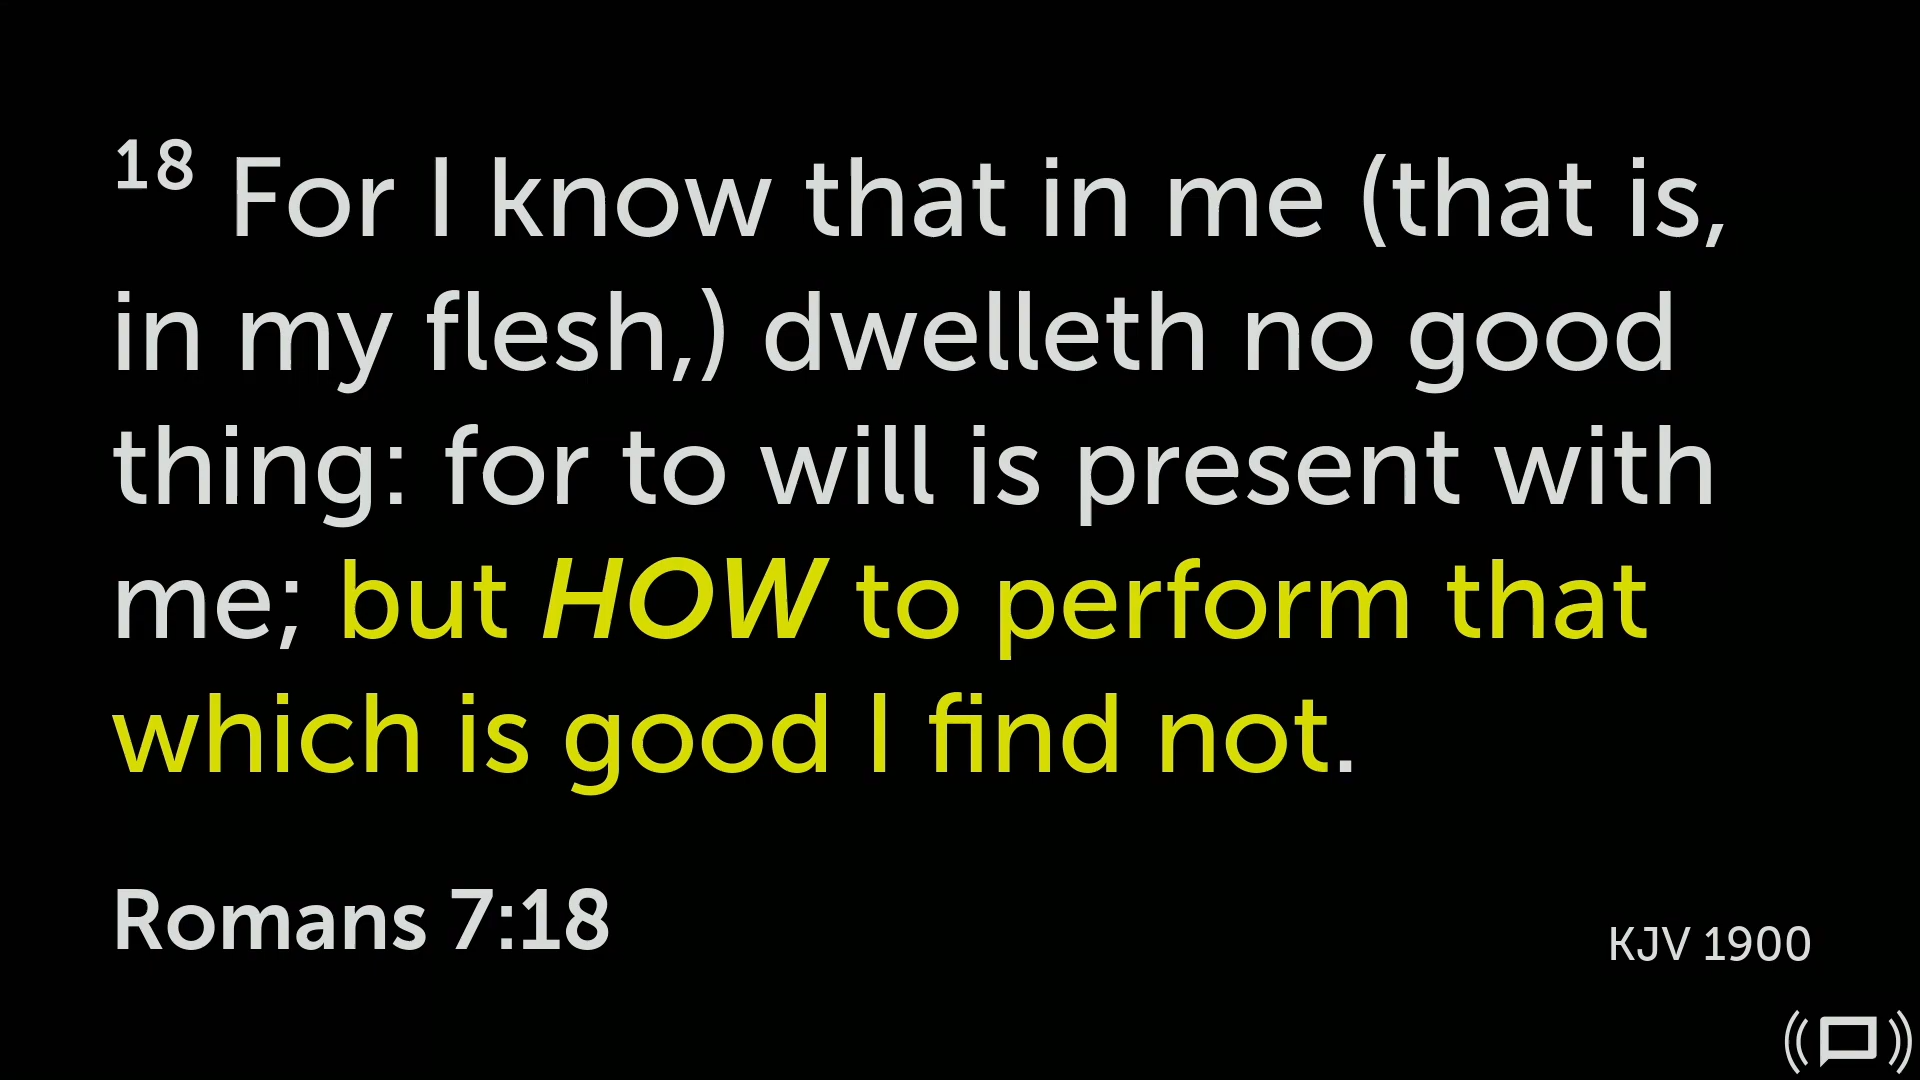 18 For I know that in me (that is,
in my flesh,) dwelleth no good
thing: for to will is present with
me; but HOW to perform that
which is good I find not.
Romans 7:18
KJV 1900